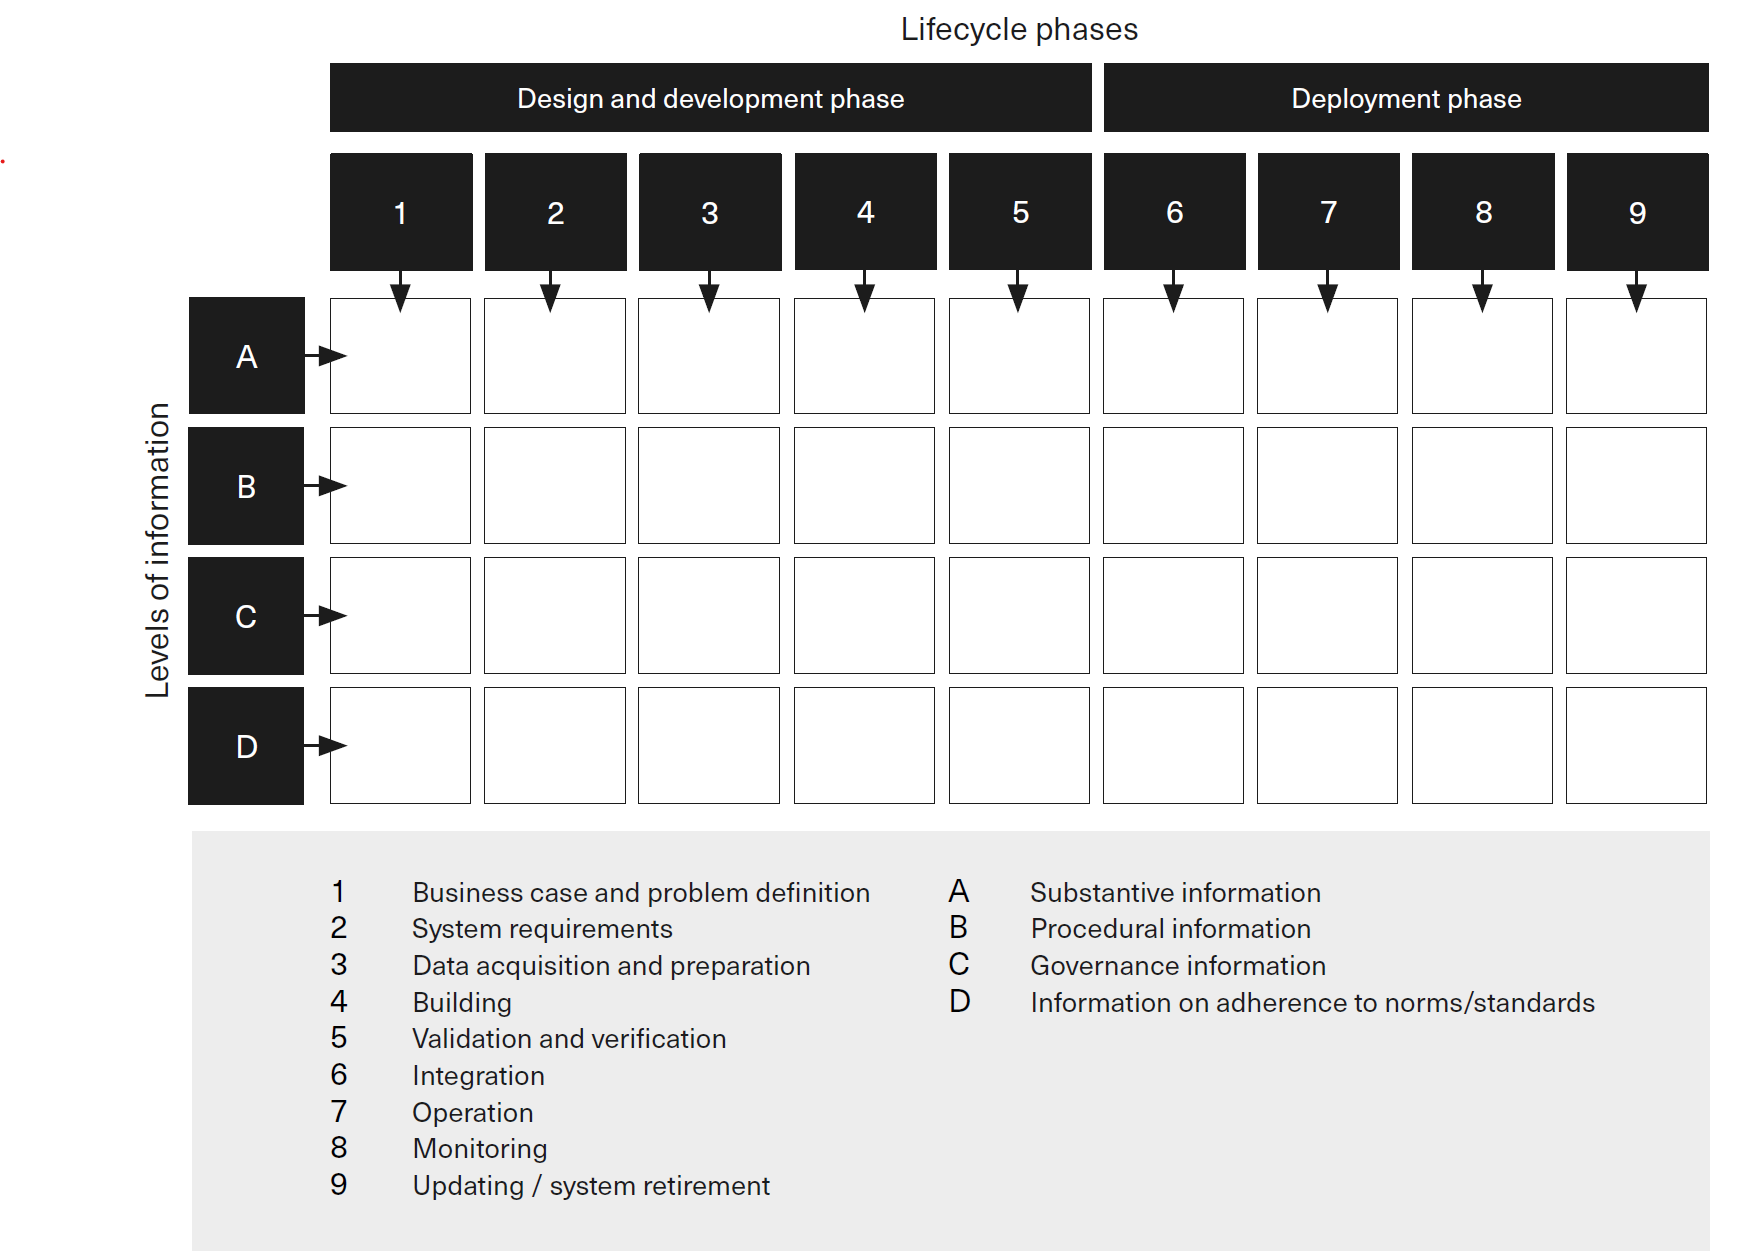 Lifecycle phases
Design and development phase
Deployment phase
1 2 3 4 5 6 7 8 9
Levels of information
A
B
C
D
1 Business case and problem definition
2 System requirements
3 Data acquisition and preparation
4 Building
5 Validation and verification
6 Integration
7 Operation
8 Monitoring
9 Updating / system retirement
A Substantive information
B Procedural information
C Governance information
D Information on adherence to norms/standards